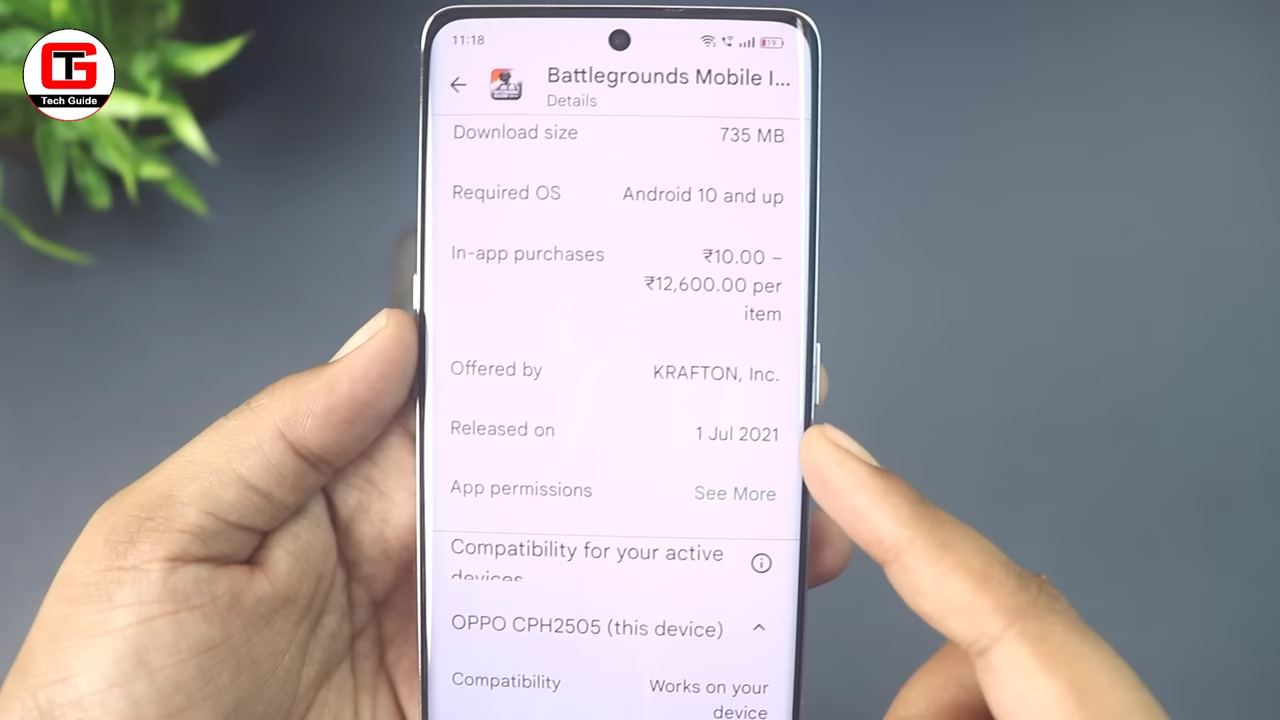 TG
Tech Guide
11:18
19
Battlegrounds Mobile I...
Details
Download size
735 MB
Required OS
Android 10 and up
In-app purchases
₹10.00 –
₹12,600.00 per
item
Offered by
KRAFTON, Inc.
Released on
1 Jul 2021
App permissions
See More
Compatibility for your active
devices
OPPO CPH2505 (this device)
Compatibility
Works on your
device